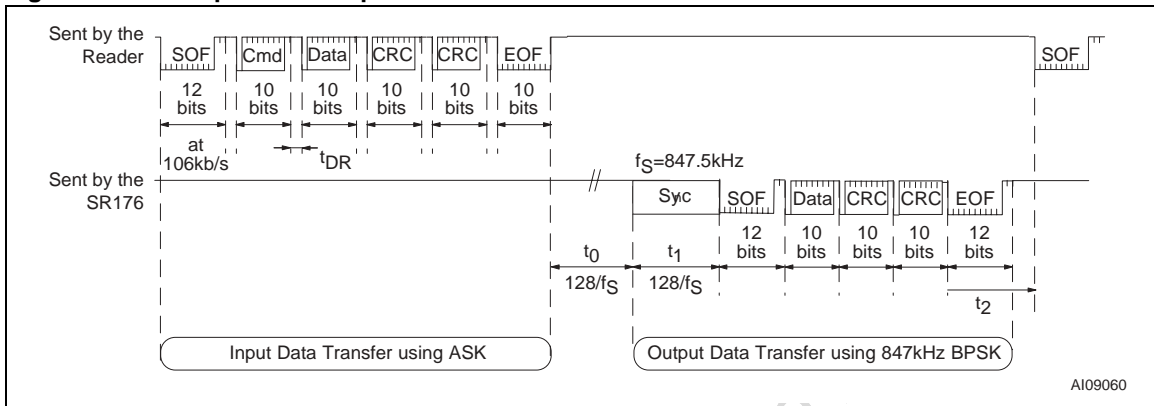 Sent by the
Reader
SOF Cmd Data CRC CRC EOF SOF
12 bits 10 bits 10 bits 10 bits 10 bits 10 bits
at
106kb/s
tDR
Sent by the
SR176
fS=847.5kHz
Sync SOF Data CRC CRC EOF
12 bits 10 bits 10 bits 10 bits 12 bits
t0 t1
128/fS 128/fS
t2
Input Data Transfer using ASK Output Data Transfer using 847kHz BPSK
AI09060